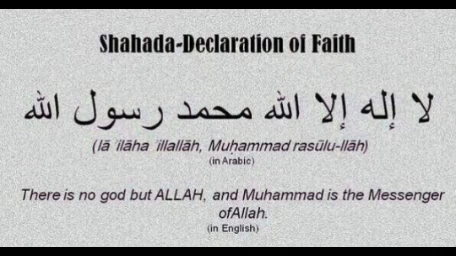 Shahada-Declaration of Faith
لا إله إلا الله محمد رسول الله
(lā ʾilāha ʾillallāh, Muḥammad rasūlu-llāh)
(in Arabic)
There is no god but ALLAH, and Muhammad is the Messenger
ofAllah.
(in English)